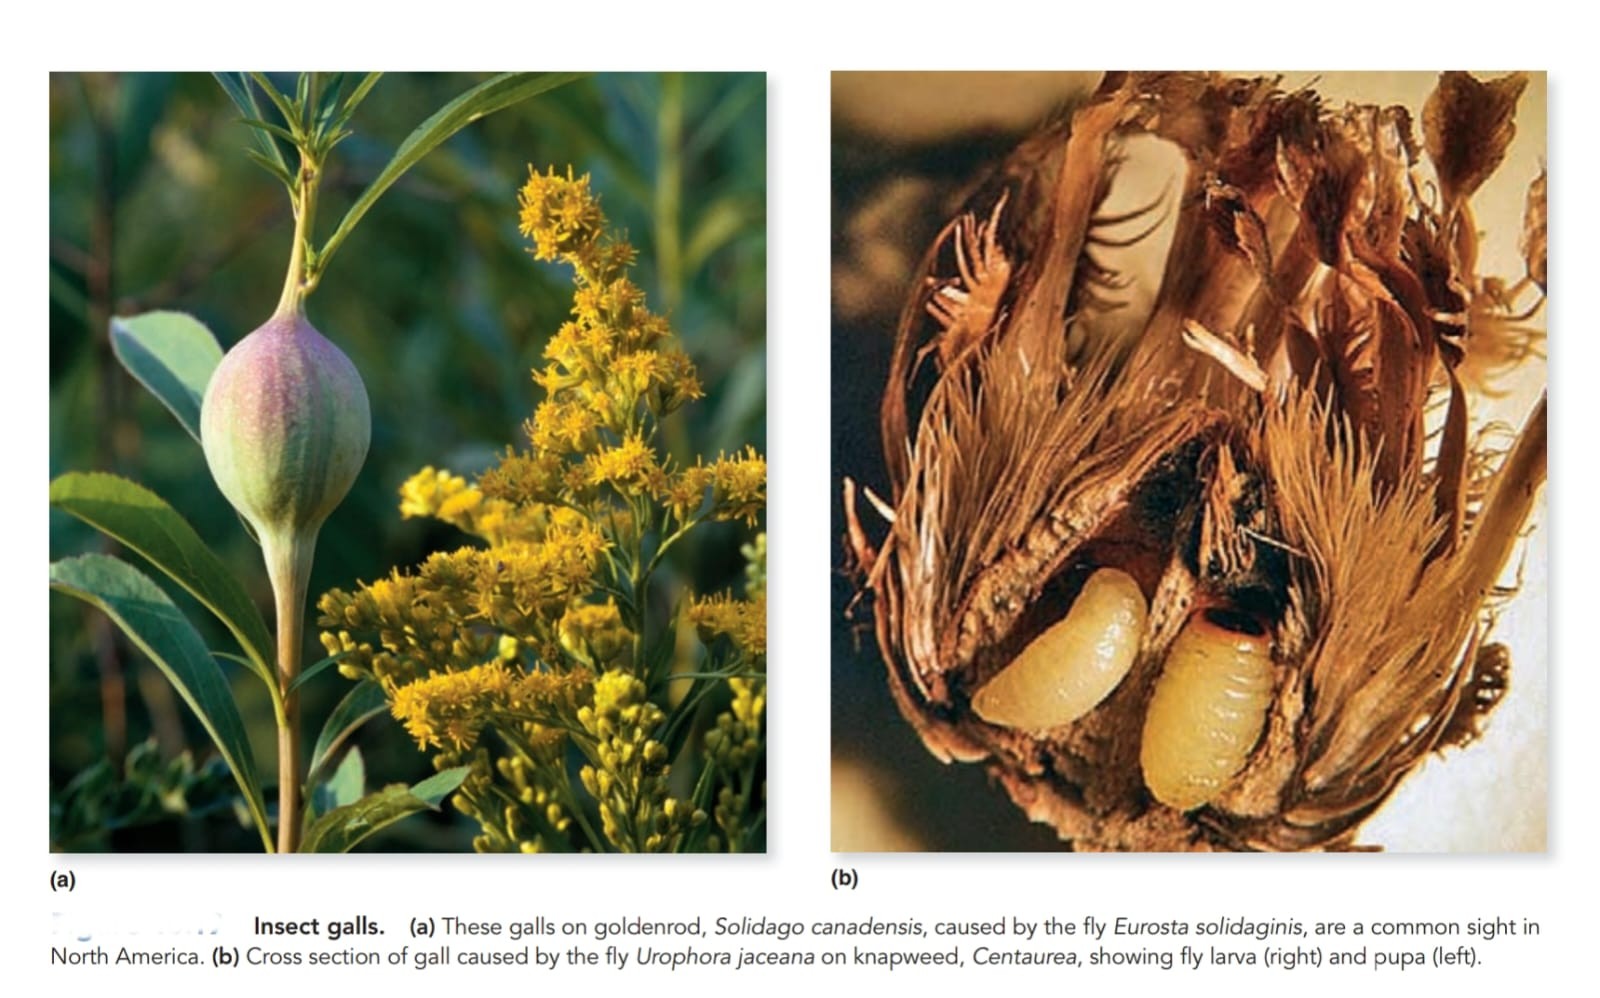 (a)
(b)
Insect galls. (a) These galls on goldenrod, Solidago canadensis, caused by the fly Eurosta solidaginis, are a common sight in
North America. (b) Cross section of gall caused by the fly Urophora jaceana on knapweed, Centaurea, showing fly larva (right) and pupa (left).